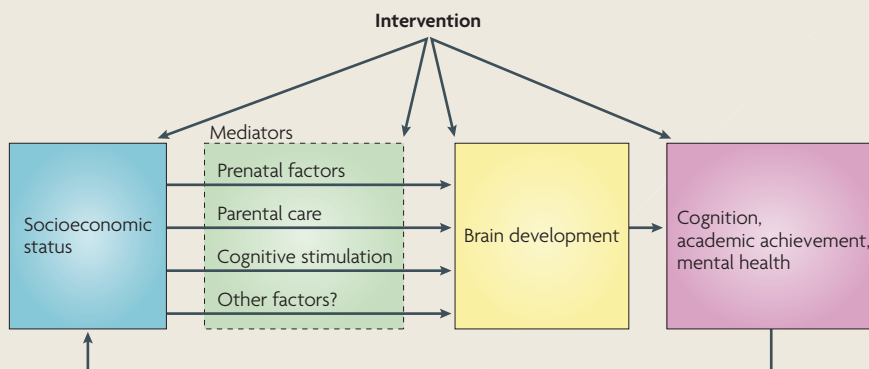 Intervention
Mediators
Prenatal factors
Parental care
Cognitive stimulation
Other factors?
Socioeconomic
status
Brain development
Cognition,
academic achievement,
mental health